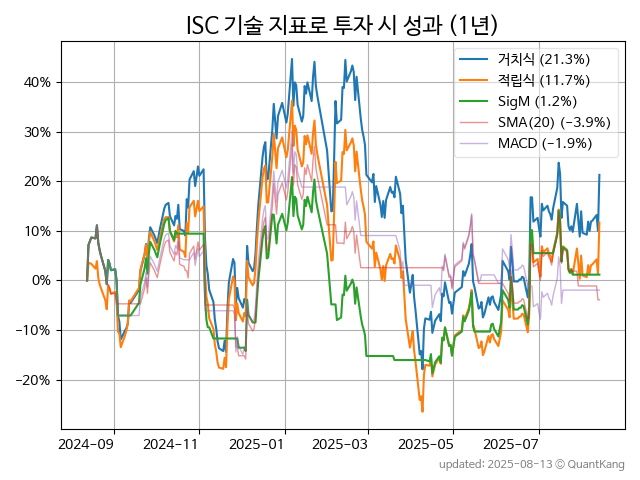 ISC 기술 지표로 투자 시 성과 (1년)
거치식 (21.3%)
적립식 (11.7%)
SigM (1.2%)
SMA(20) (−3.9%)
MACD (−1.9%)
40%
30%
20%
10%
0%
−10%
−20%
2024-09
2024-11
2025-01
2025-03
2025-05
2025-07
updated: 2025-08-13 ⓒ QuantKang